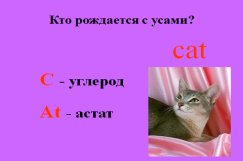 Кто рождается с усами?
cat
C - углерод
At - астат